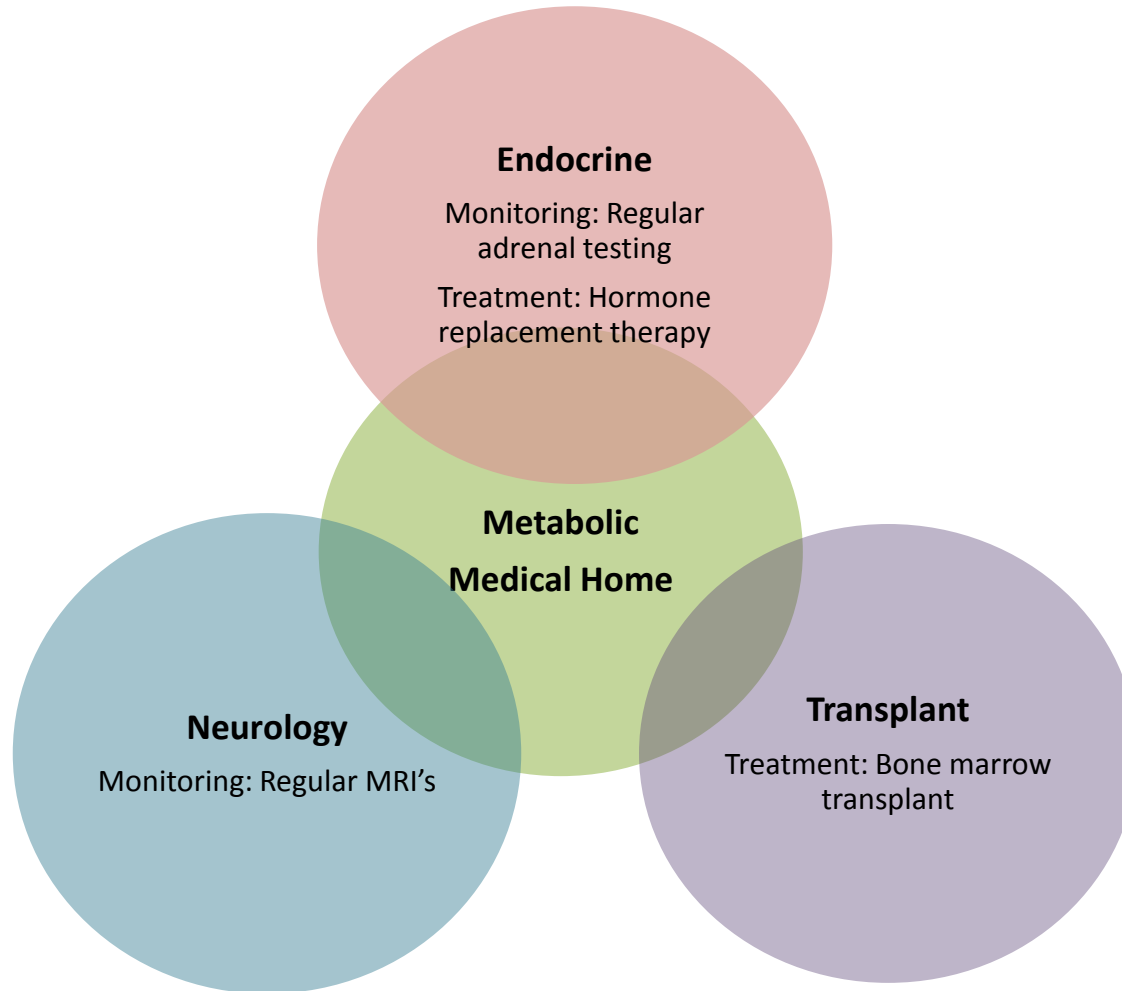 Endocrine
Monitoring: Regular
adrenal testing
Treatment: Hormone
replacement therapy
Metabolic
Medical Home
Neurology
Monitoring: Regular MRI’s
Transplant
Treatment: Bone marrow
transplant